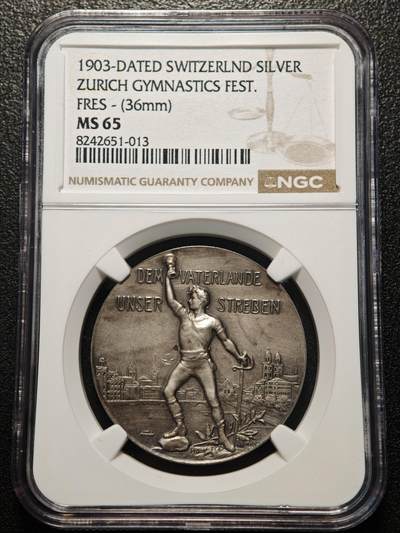 1903-DATED SWITZERLND SILVER
ZURICH GYMNASTICS FEST.
FRES - (36mm)
MS 65
8242651-013
NUMISMATIC GUARANTY COMPANY NGC
DEM VATERLANDE
UNSER STREBEN